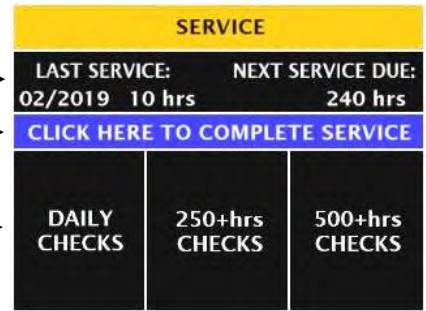 SERVICE
LAST SERVICE: NEXT SERVICE DUE:
02/2019 10 hrs 240 hrs
CLICK HERE TO COMPLETE SERVICE
DAILY CHECKS
250+hrs CHECKS
500+hrs CHECKS